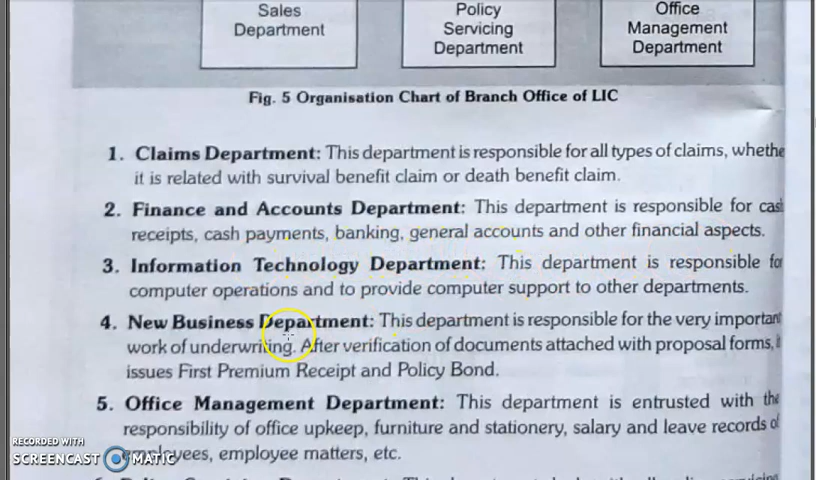 Sales
Department
Policy
Servicing
Department
Office
Management
Department
Fig. 5 Organisation Chart of Branch Office of LIC
1. Claims Department: This department is responsible for all types of claims, whethe
it is related with survival benefit claim or death benefit claim.
2. Finance and Accounts Department: This department is responsible for cas
receipts, cash payments, banking, general accounts and other financial aspects.
3. Information Technology Department: This department is responsible fo
computer operations and to provide computer support to other departments.
4. New Business Department: This department is responsible for the very importan
work of underwriting. After verification of documents attached with proposal forms, i
issues First Premium Receipt and Policy Bond.
5. Office Management Department: This department is entrusted with the
responsibility of office upkeep, furniture and stationery, salary and leave records o
employees, employee matters, etc.
RECORDED WITH
SCREENCAST MATIC